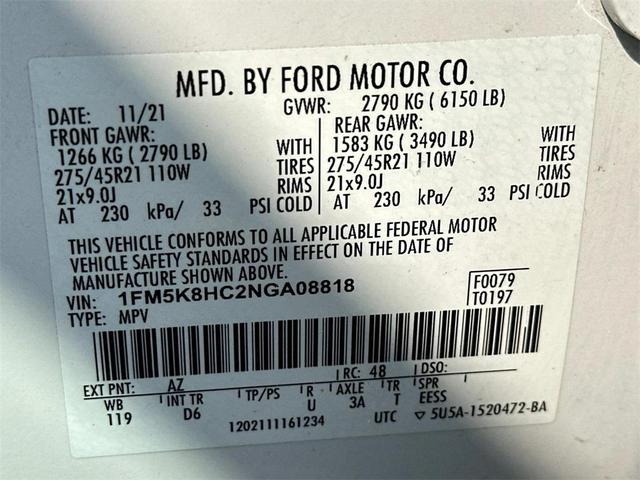 MFD. BY FORD MOTOR CO.
DATE: 11/21 GVWR: 2790 KG ( 6150 LB)
FRONT GAWR: REAR GAWR:
1266 KG ( 2790 LB) WITH 1583 KG ( 3490 LB) WITH
275/45R21 110W TIRES 275/45R21 110W TIRES
21x9.0J RIMS 21x9.0J RIMS
AT 230 kPa/ 33 PSI COLD AT 230 kPa/ 33 PSI COLD
THIS VEHICLE CONFORMS TO ALL APPLICABLE FEDERAL MOTOR
VEHICLE SAFETY AND BUMPER STANDARDS IN EFFECT ON THE DATE OF
MANUFACTURE SHOWN ABOVE.
VIN: 1FM5K8HC2NGA08818 F0079
TYPE: MPV T0197
EXT PNT: AZ RC: 48 DSO:
WB INT TR TP/PS R AXLE TR SPR
119 D6 U 3A T EESS
1202111161234 UTC ▽ 5U5A-1520472-BA